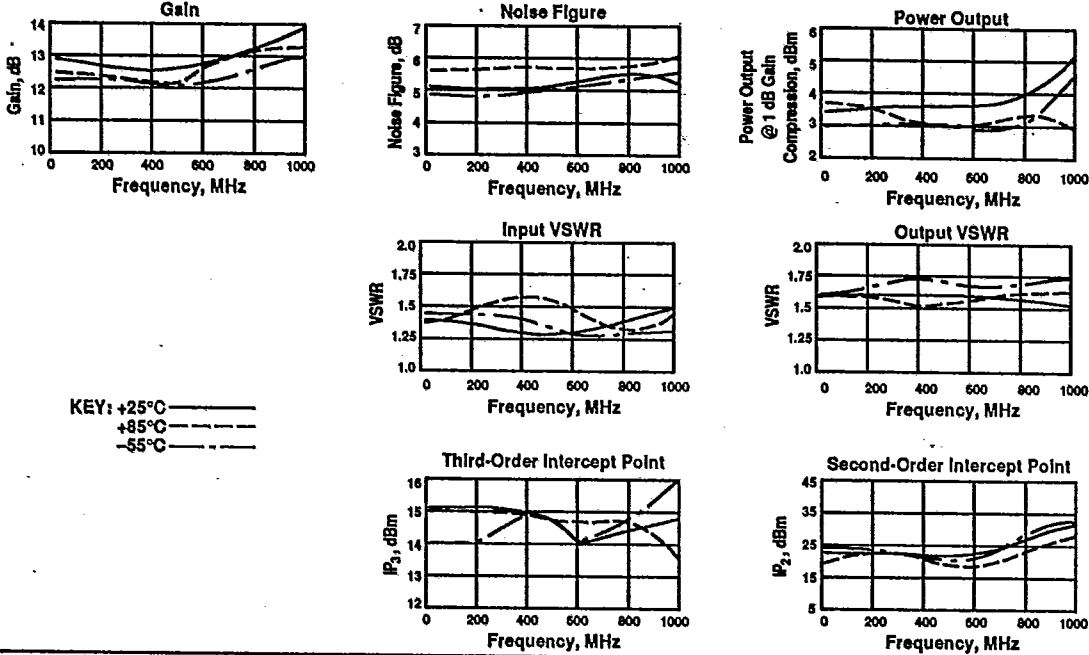 Gain
Gain, dB
14
13
12
11
10
0 200 400 600 800 1000
Frequency, MHz
Noise Figure
Noise Figure, dB
7
6
5
4
3
0 200 400 600 800 1000
Frequency, MHz
Power Output
Power Output
@ 1 dB Gain
Compression, dBm
6
5
4
3
2
0 200 400 600 800 1000
Frequency, MHz
Input VSWR
VSWR
2.0
1.75
1.5
1.25
1.0
0 200 400 600 800 1000
Frequency, MHz
Output VSWR
VSWR
2.0
1.75
1.5
1.25
1.0
0 200 400 600 800 1000
Frequency, MHz
KEY: +25°C
+85°C
–55°C
Third-Order Intercept Point
IP3, dBm
16
15
14
13
12
0 200 400 600 800 1000
Frequency, MHz
Second-Order Intercept Point
IP2, dBm
45
35
25
15
5
0 200 400 600 800 1000
Frequency, MHz